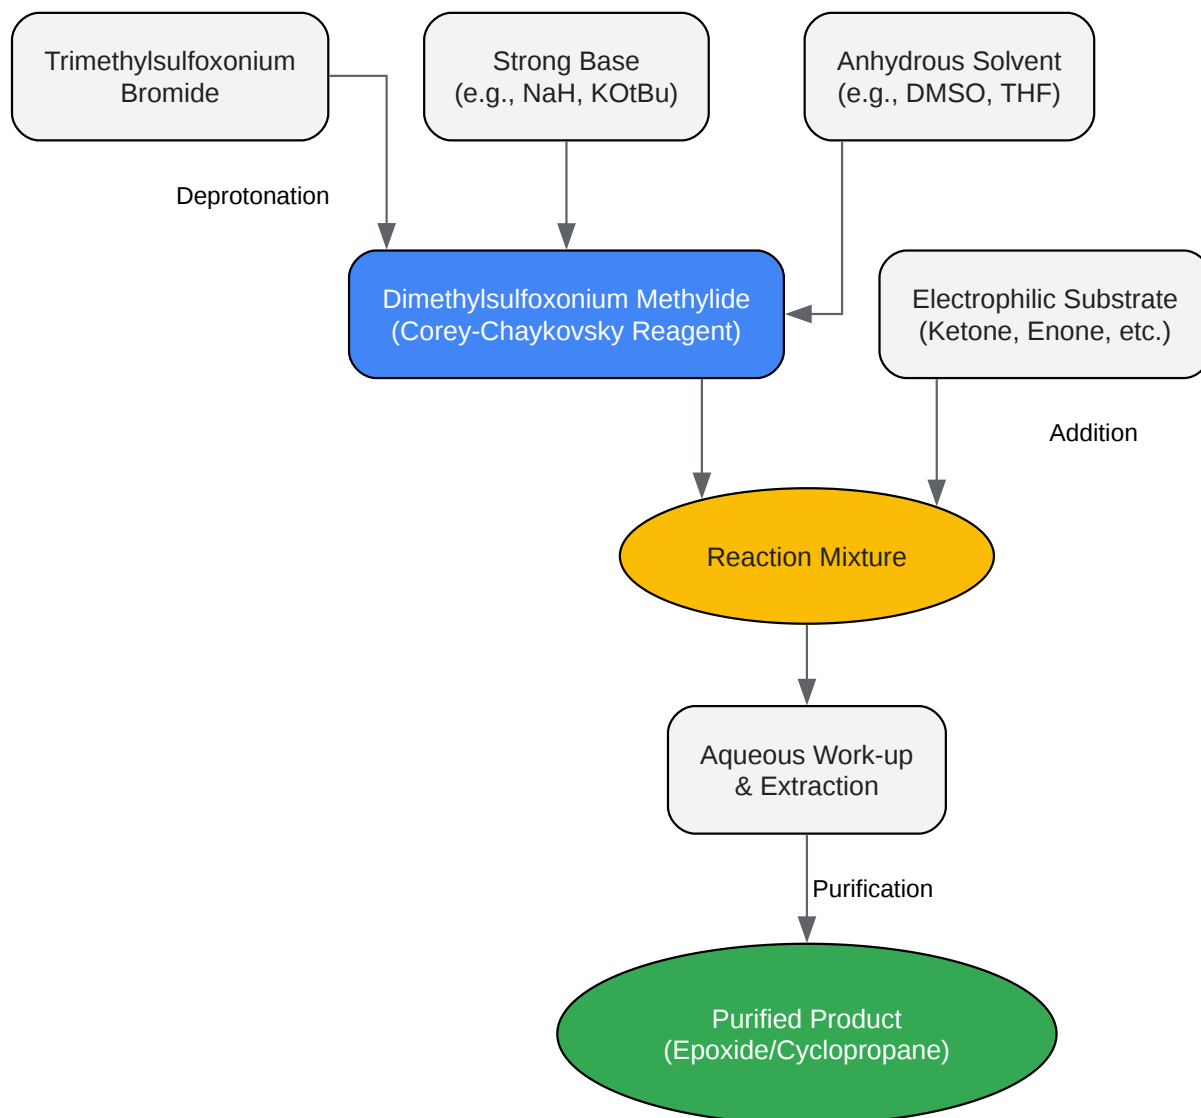 Trimethylsulfoxonium
Bromide
Strong Base
(e.g., NaH, KOtBu)
Anhydrous Solvent
(e.g., DMSO, THF)
Deprotonation
Dimethylsulfoxonium Methylide
(Corey-Chaykovsky Reagent)
Electrophilic Substrate
(Ketone, Enone, etc.)
Addition
Reaction Mixture
Aqueous Work-up
& Extraction
Purification
Purified Product
(Epoxide/Cyclopropane)